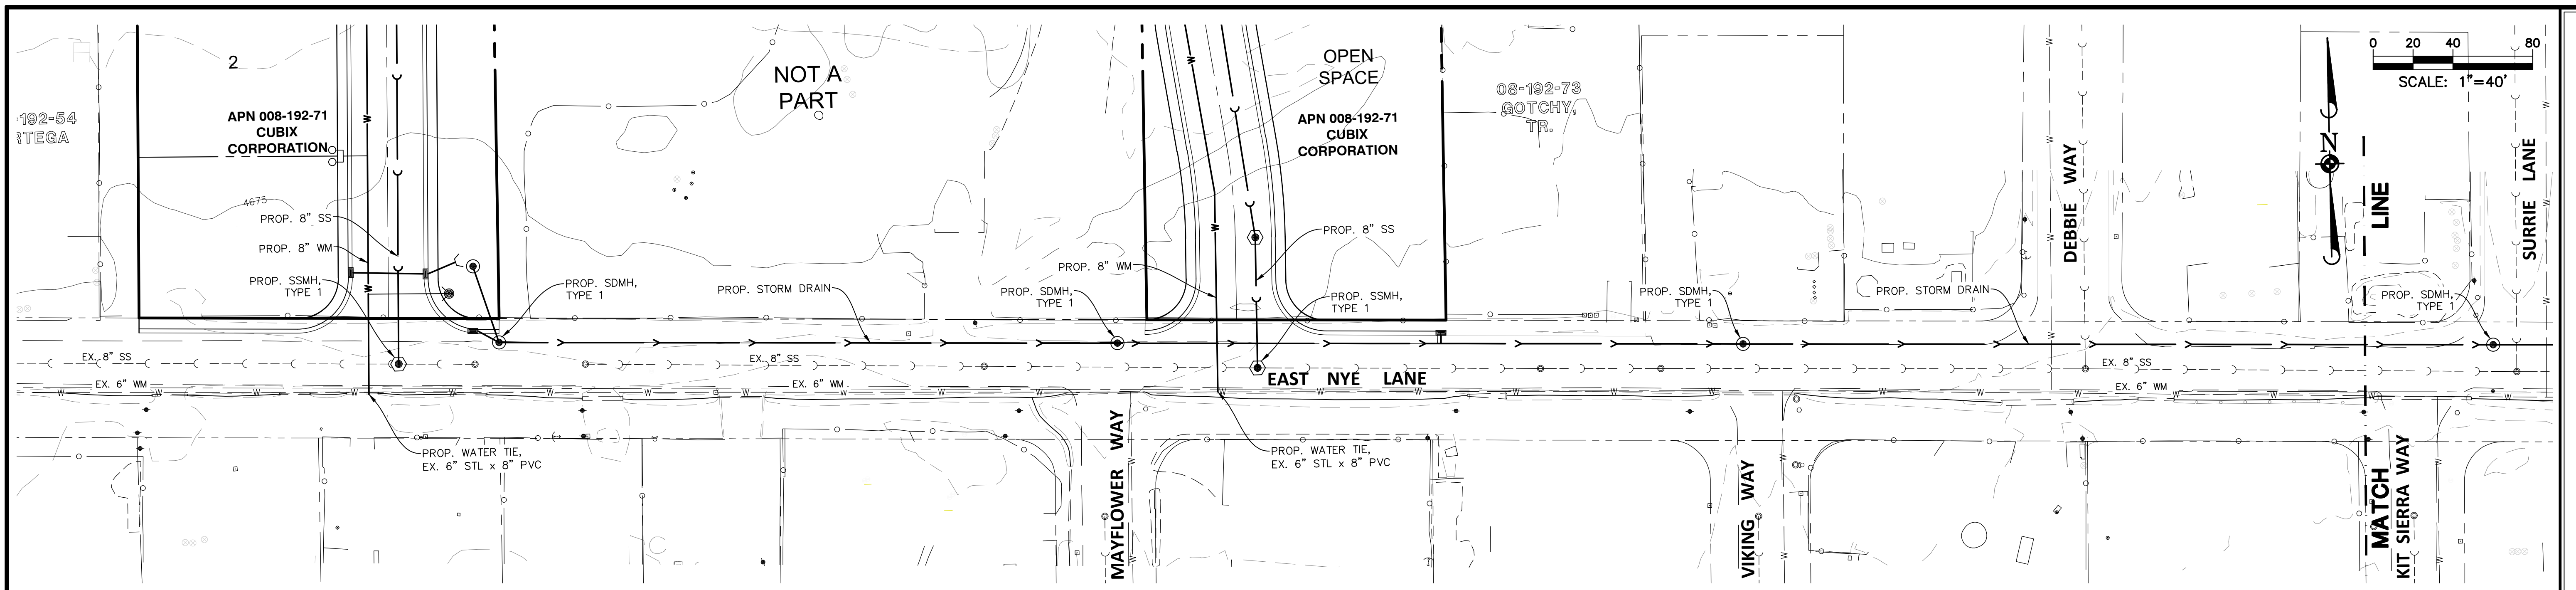 2
-192-54
RTEGA
APN 008-192-71
CUBIX
CORPORATION
4675
PROP. 8" SS
PROP. 8" WM
PROP. SSMH,
TYPE 1
NOT A
PART
PROP. SDMH,
TYPE 1
PROP. STORM DRAIN
PROP. SDMH,
TYPE 1
PROP. 8" WM
OPEN
SPACE
APN 008-192-71
CUBIX
CORPORATION
PROP. 8" SS
PROP. SSMH,
TYPE 1
08-192-73
GOTCHY,
TR.
PROP. SDMH,
TYPE 1
PROP. STORM DRAIN
DEBBIE WAY
N
0 20 40 80
SCALE: 1"=40'
MATCH LINE
SURRIE LANE
PROP. SDMH,
TYPE 1
EX. 8" SS
EX. 8" SS
EX. 8" SS
EX. 6" WM
EX. 6" WM
EX. 6" WM
EAST NYE LANE
PROP. WATER TIE,
EX. 6" STL x 8" PVC
MAYFLOWER WAY
PROP. WATER TIE,
EX. 6" STL x 8" PVC
VIKING WAY
KIT SIERRA WAY